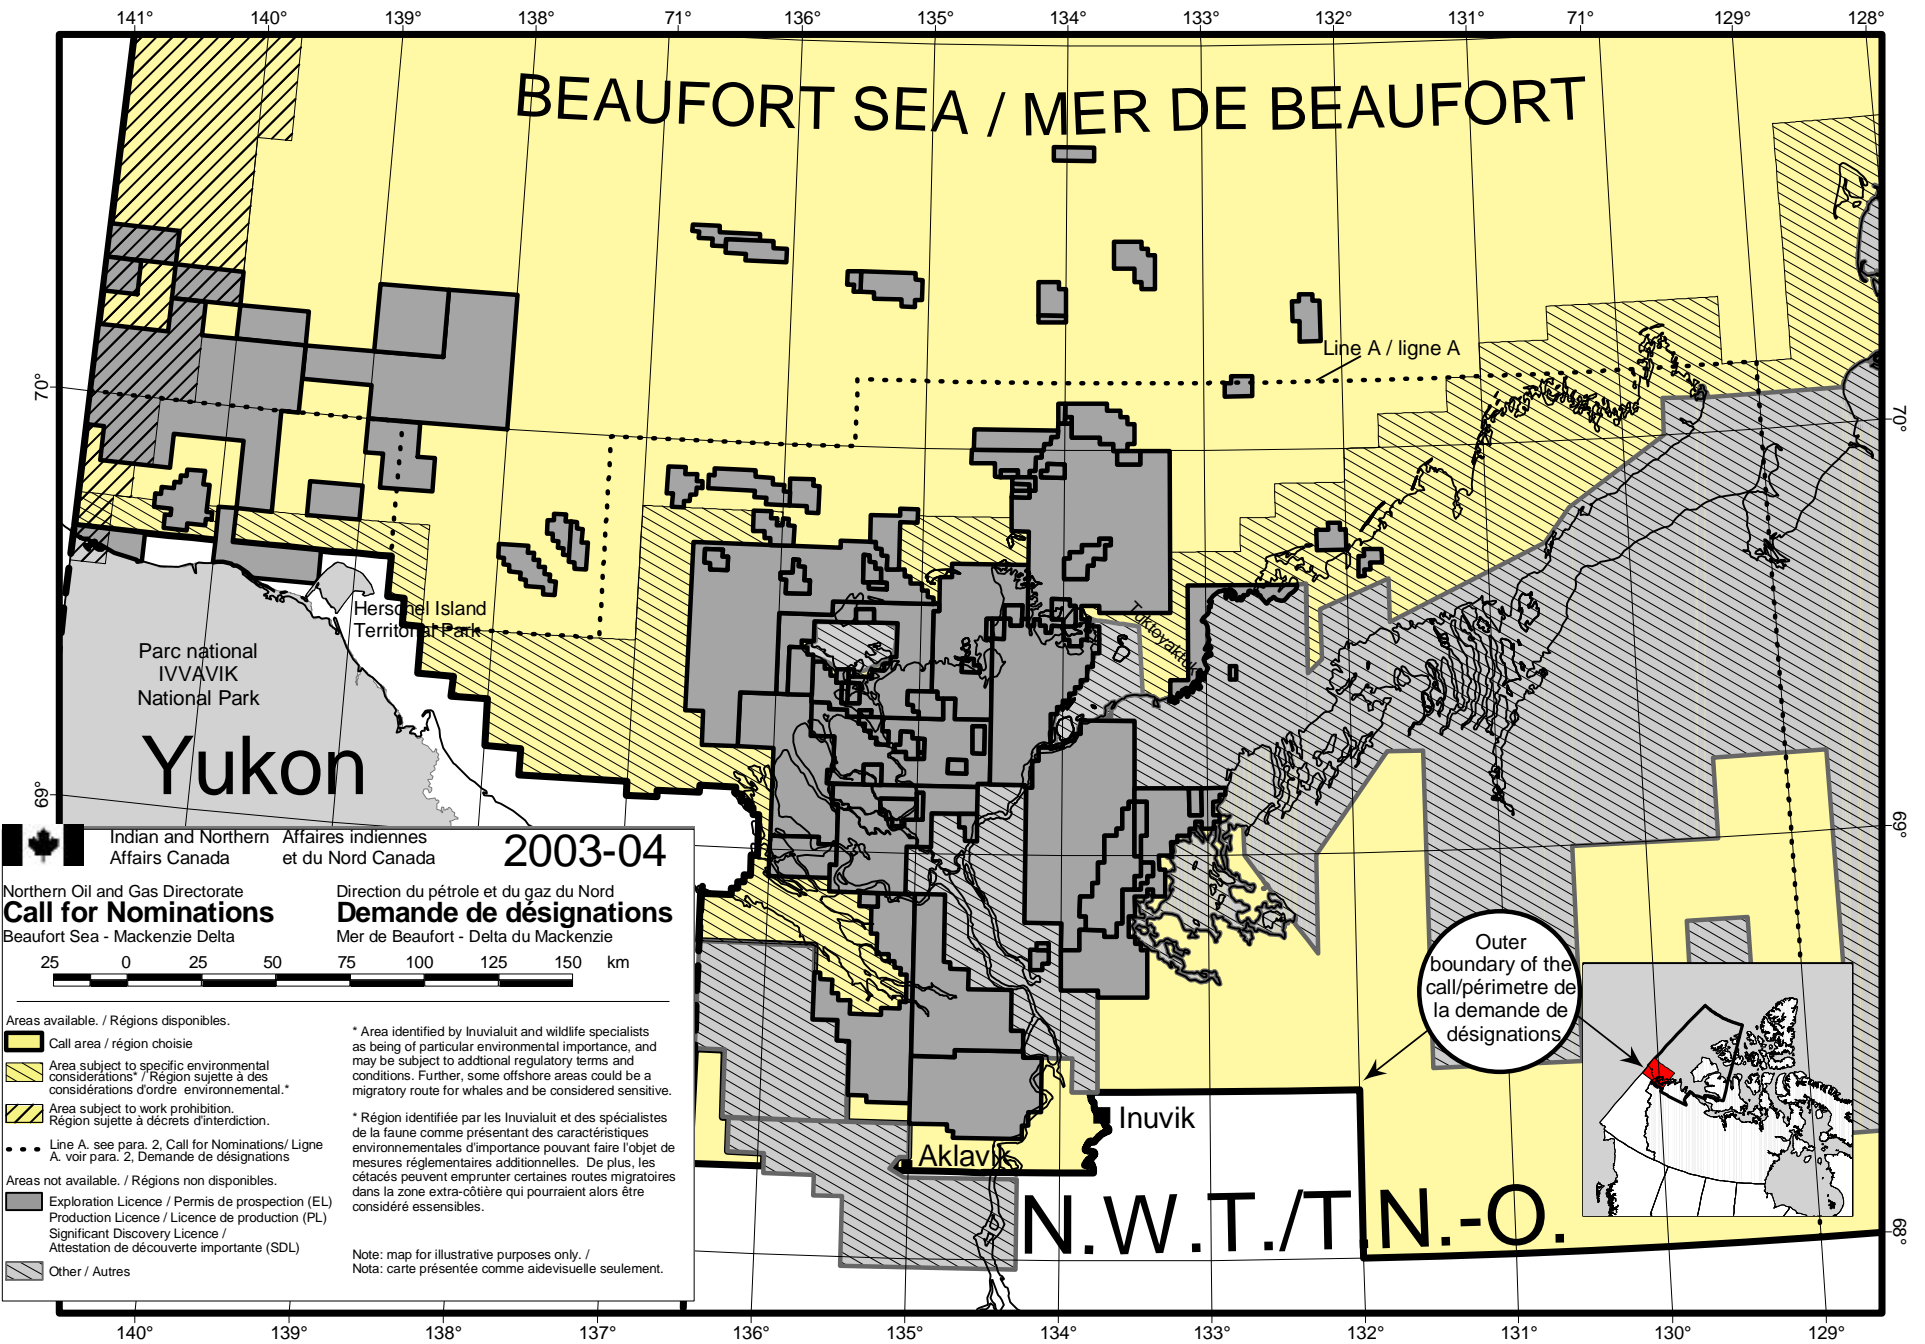 141° 140° 139° 138° 71° 136° 135° 134° 133° 132° 131° 71° 129° 128°
BEAUFORT SEA / MER DE BEAUFORT
Line A / ligne A
70°
70°
Herschel Island
Territorial Park
Tuktoyaktuk
Parc national
IVVAVIK
National Park
Yukon
69°
69°
Indian and Northern
Affairs Canada
Affaires indiennes
et du Nord Canada
2003-04
Northern Oil and Gas Directorate
Call for Nominations
Beaufort Sea - Mackenzie Delta
Direction du pétrole et du gaz du Nord
Demande de désignations
Mer de Beaufort - Delta du Mackenzie
25 0 25 50 75 100 125 150 km
Areas available. / Régions disponibles.
Call area / région choisie
Area subject to specific environmental
considerations* / Région sujette à des
considérations d'ordre environnemental.*
Area subject to work prohibition.
Région sujette à décrets d'interdiction.
Line A. see para. 2, Call for Nominations/ Ligne
A. voir para. 2, Demande de désignations
Areas not available. / Régions non disponibles.
Exploration Licence / Permis de prospection (EL)
Production Licence / Licence de production (PL)
Significant Discovery Licence /
Attestation de découverte importante (SDL)
Other / Autres
* Area identified by Inuvialuit and wildlife specialists
as being of particular environmental importance, and
may be subject to addtional regulatory terms and
conditions. Further, some offshore areas could be a
migratory route for whales and be considered sensitive.
* Région identifiée par les Inuvialuit et des spécialistes
de la faune comme présentant des caractéristiques
environnementales d'importance pouvant faire l'objet de
mesures réglementaires additionnelles. De plus, les
cétacés peuvent emprunter certaines routes migratoires
dans la zone extra-côtière qui pourraient alors être
considéré essensibles.
Note: map for illustrative purposes only. /
Nota: carte présentée comme aidevisuelle seulement.
Outer
boundary of the
call/périmetre de
la demande de
désignations
Inuvik
Aklavik
N.W.T./T.N.-O.
68°
140° 139° 138° 137° 136° 135° 134° 133° 132° 131° 130° 129°